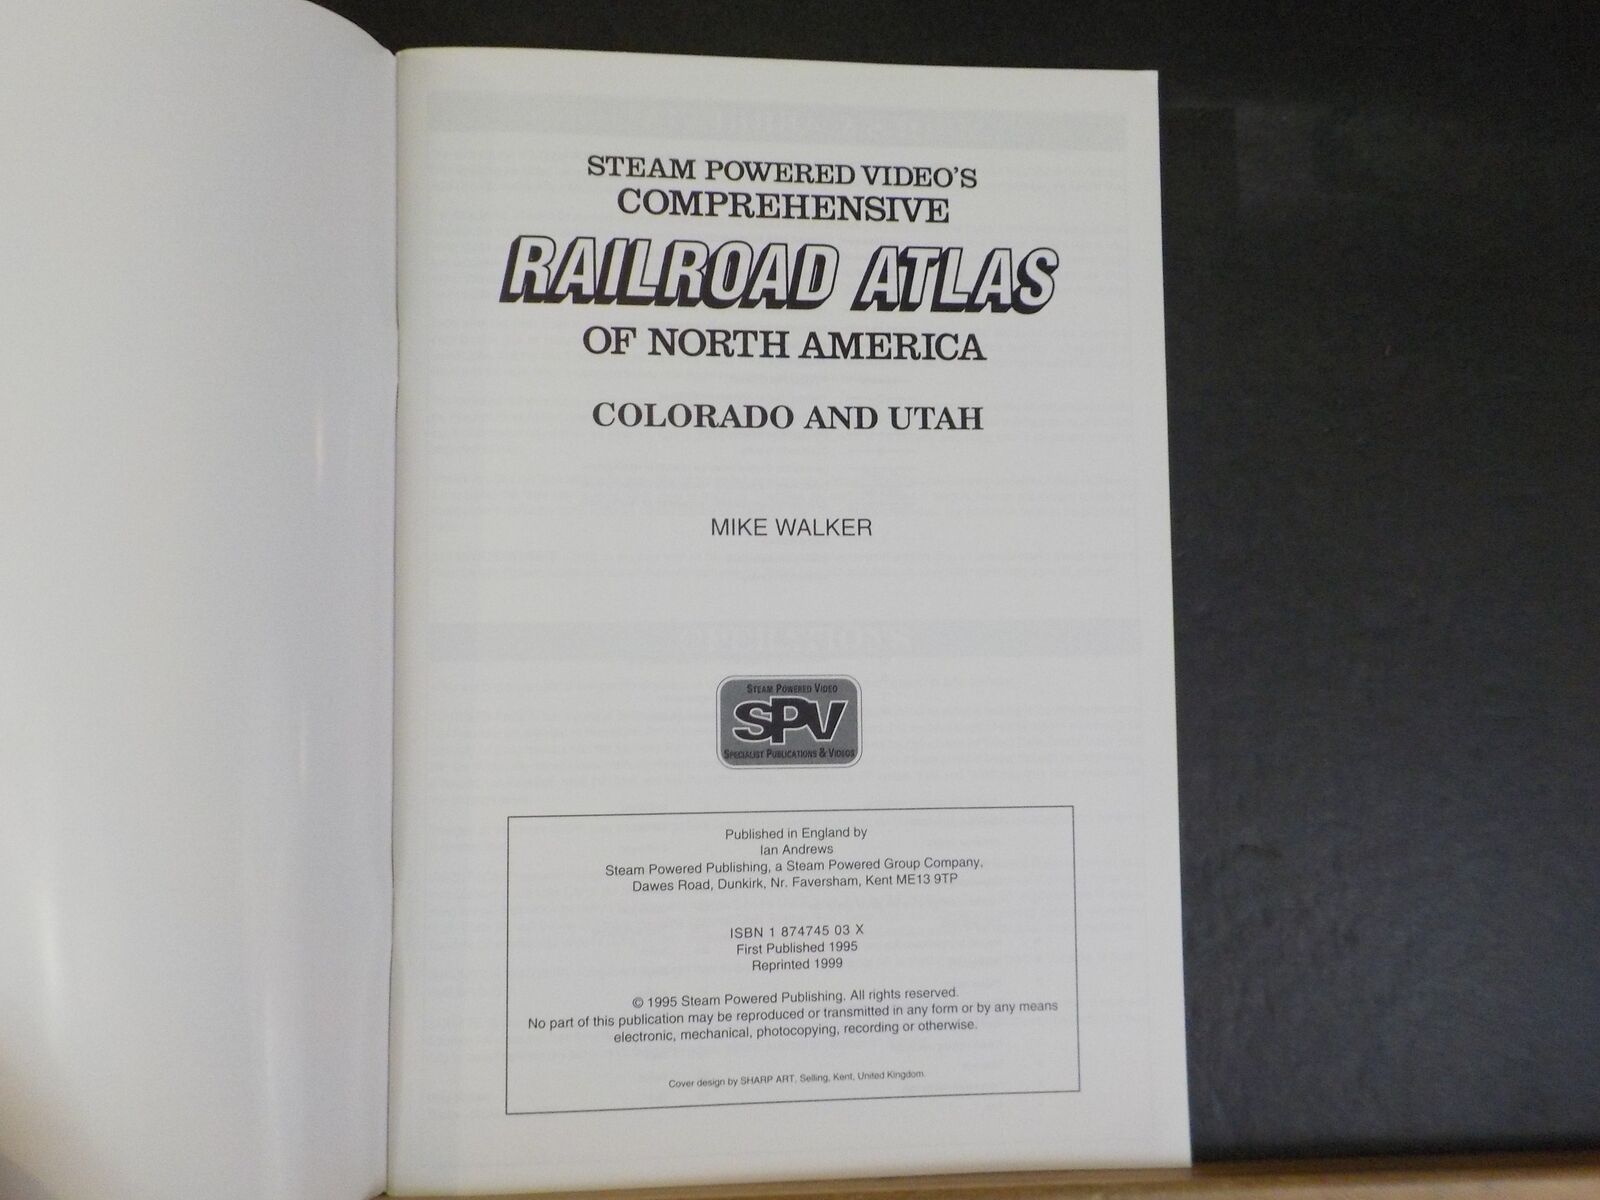 STEAM POWERED VIDEO'S
COMPREHENSIVE
RAILROAD ATLAS
OF NORTH AMERICA
COLORADO AND UTAH
MIKE WALKER
STEAM POWERED VIDEO
SPV
SPECIALIST PUBLICATIONS & VIDEOS
Published in England by
Ian Andrews
Steam Powered Publishing, a Steam Powered Group Company,
Dawes Road, Dunkirk, Nr. Faversham, Kent ME13 9TP
ISBN 1 874745 03 X
First Published 1995
Reprinted 1999
© 1995 Steam Powered Publishing. All rights reserved.
No part of this publication may be reproduced or transmitted in any form or by any means
electronic, mechanical, photocopying, recording or otherwise.
Cover design by SHARP ART, Selling, Kent, United Kingdom.